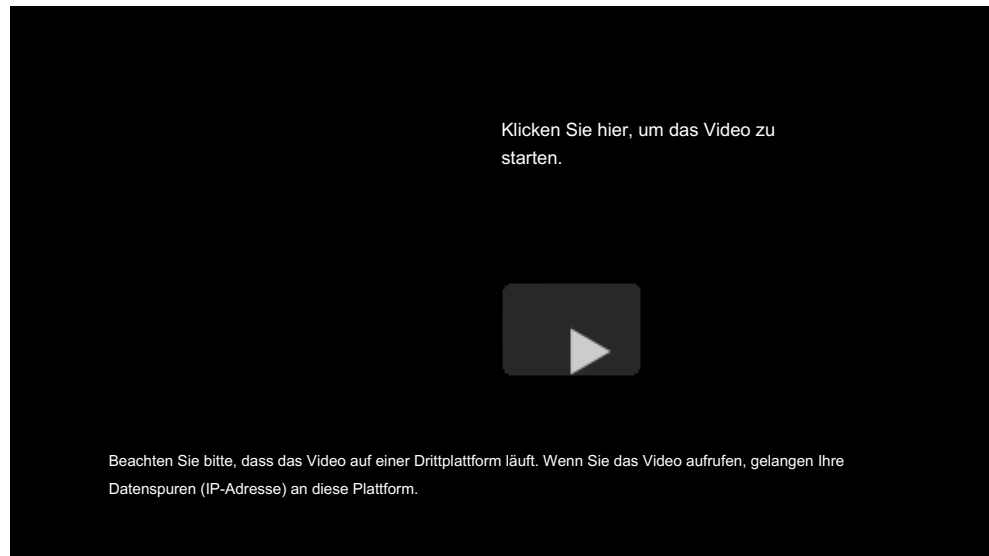 Klicken Sie hier, um das Video zu
starten.
Beachten Sie bitte, dass das Video auf einer Drittplattform läuft. Wenn Sie das Video aufrufen, gelangen Ihre
Datenspuren (IP-Adresse) an diese Plattform.